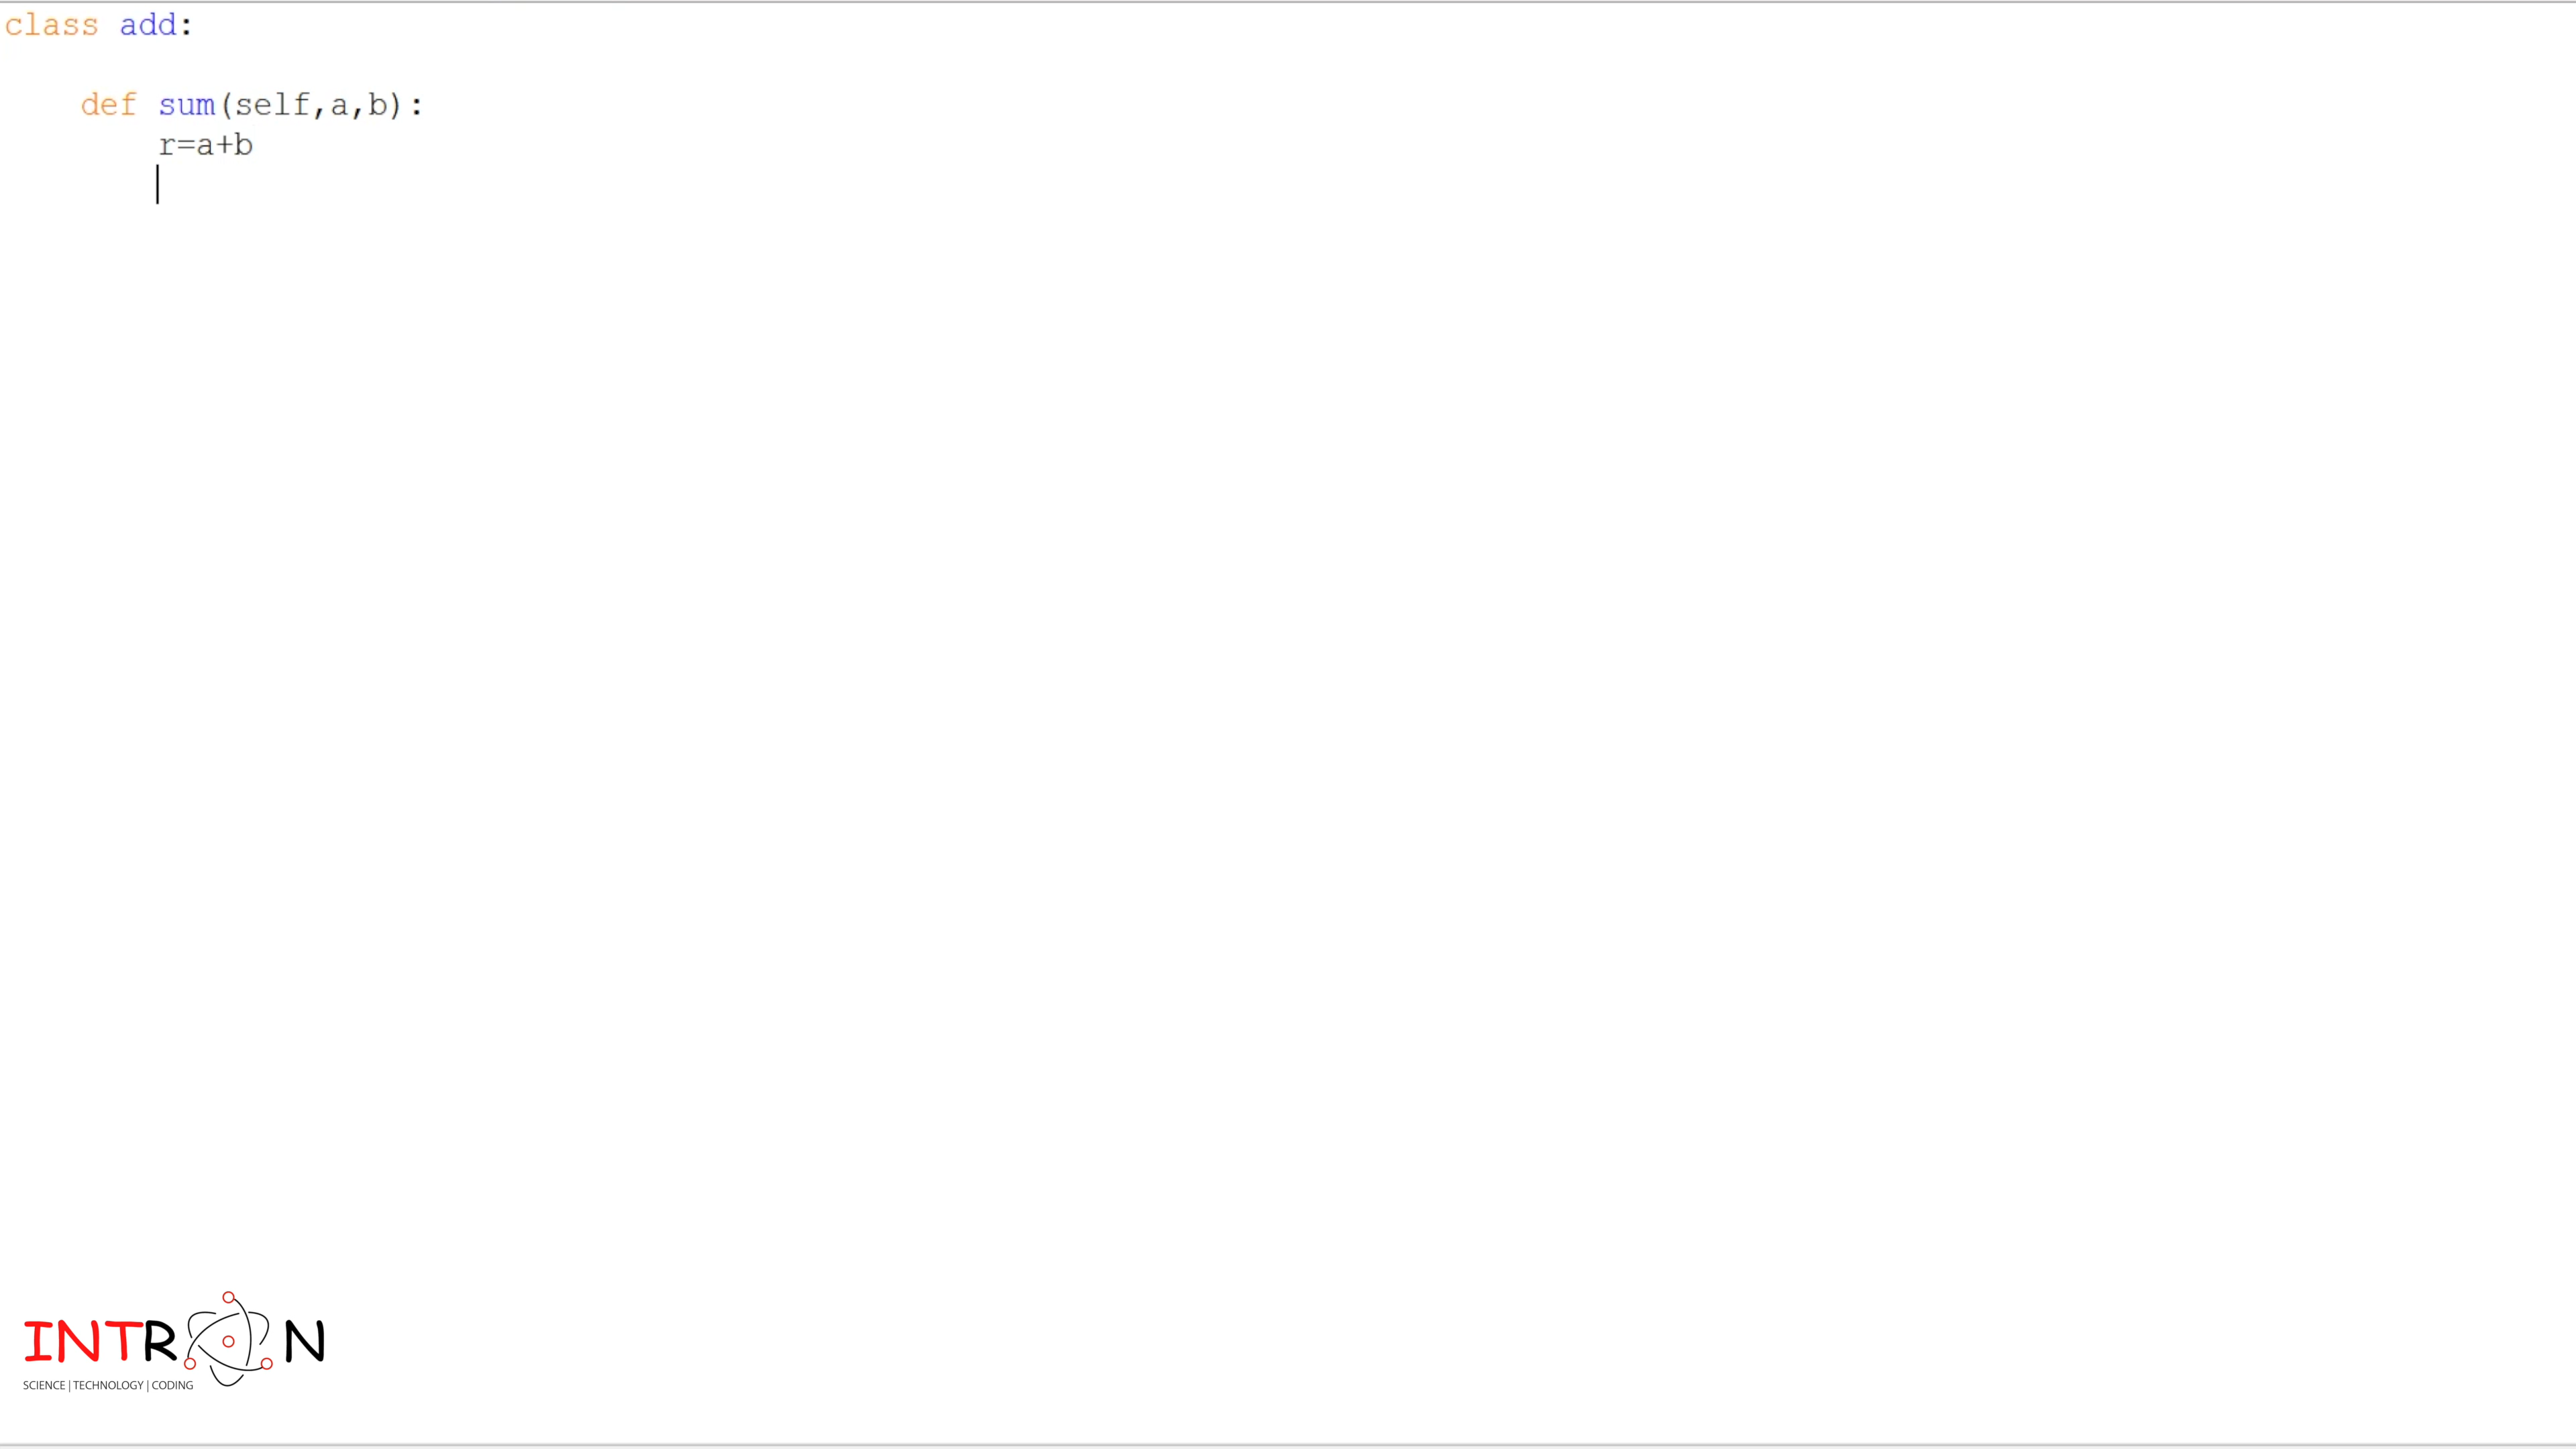 class add:
    def sum(self,a,b):
        r=a+b
INTRON
SCIENCE | TECHNOLOGY | CODING